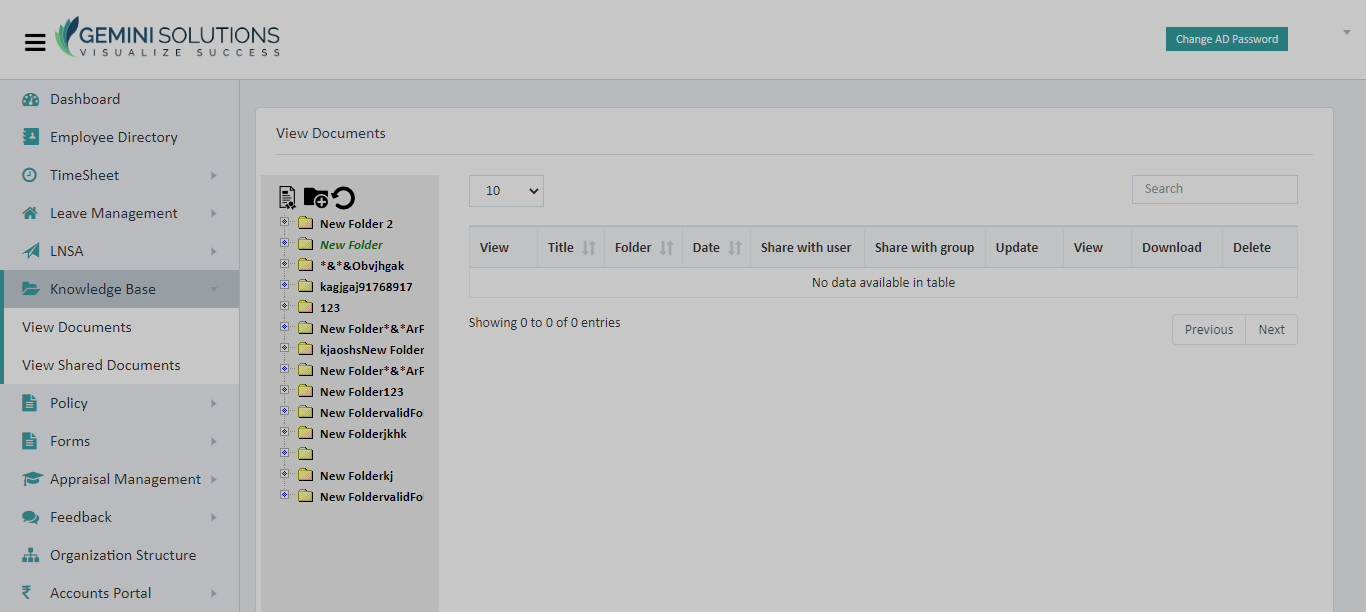 GEMINI SOLUTIONS
VISUALIZE SUCCESS
Change AD Password
Dashboard
Employee Directory
TimeSheet
Leave Management
LNSA
Knowledge Base
View Documents
View Shared Documents
Policy
Forms
Appraisal Management
Feedback
Organization Structure
Accounts Portal
View Documents
New Folder 2
New Folder
*&*&Obvjhgak
kagjgaj91768917
123
New Folder*&*ArF
kjaoshsNew Folder
New Folder*&*ArF
New Folder123
New FoldervalidFo
New Folderjkhk
New Folderkj
New FoldervalidFo
10
Search
View Title Folder Date Share with user Share with group Update View Download Delete
No data available in table
Showing 0 to 0 of 0 entries
Previous Next